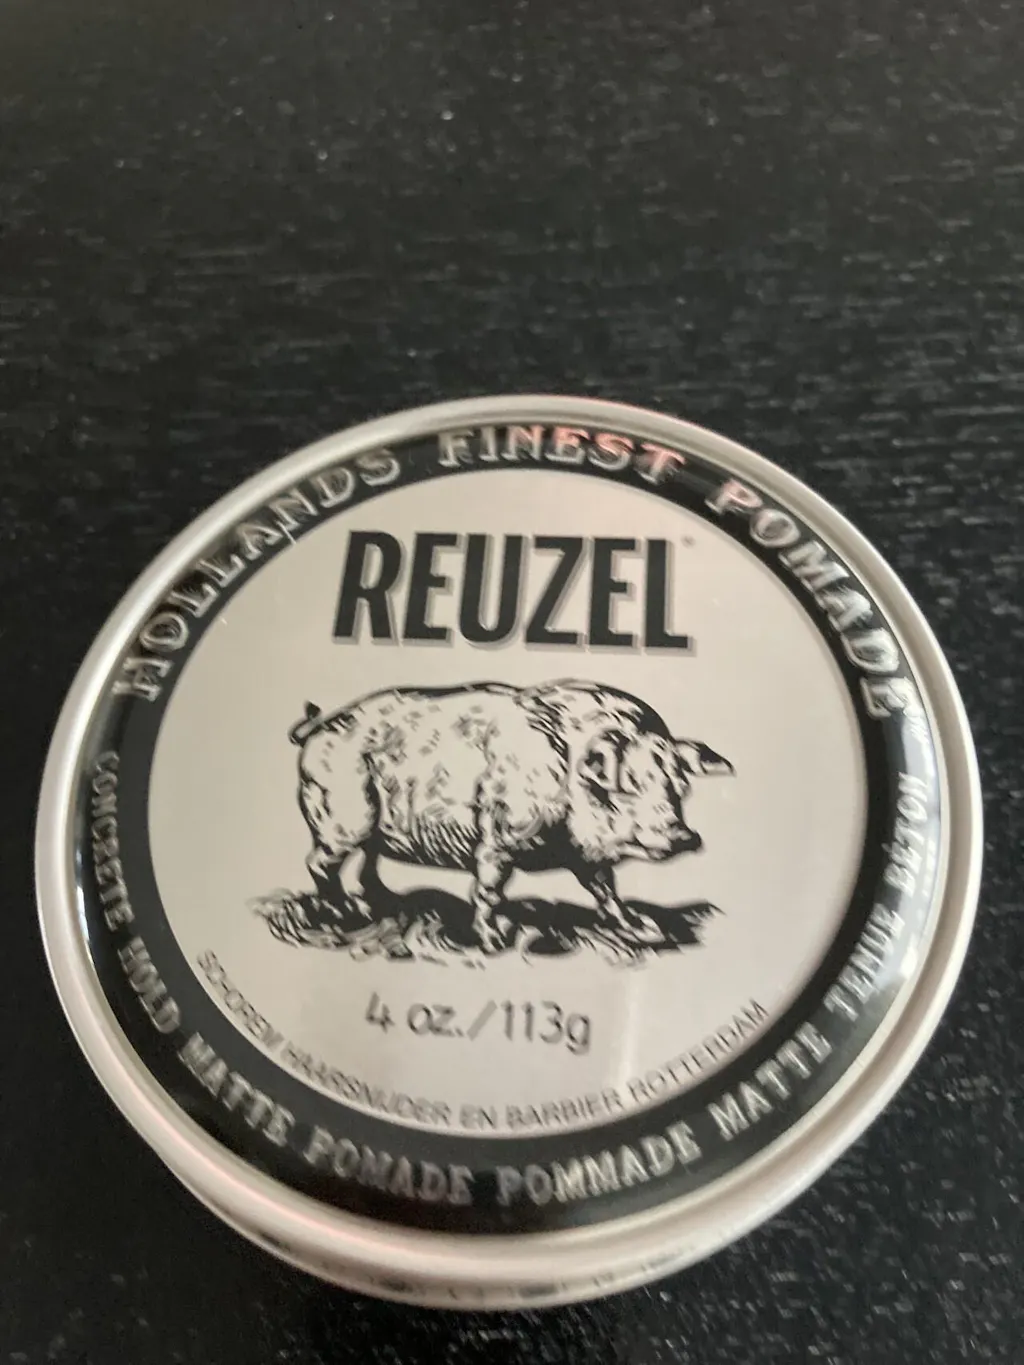 HOLLANDS FINEST POMADE
REUZEL
4 oz./113g
SCHOREM HAARSNIJDER EN BARBIER ROTTERDAM
CONCRETE HOLD MATTE POMADE POMMADE MATTE TENUE BÉTON